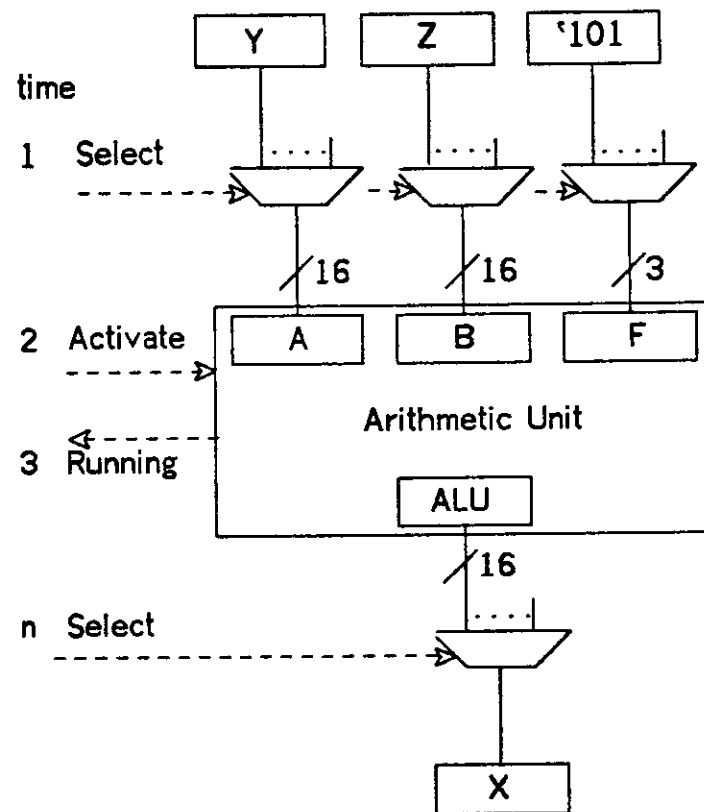 Y Z '101
time
1 Select
16 16 3
2 Activate
A B F
Arithmetic Unit
3 Running
ALU
16
n Select
X